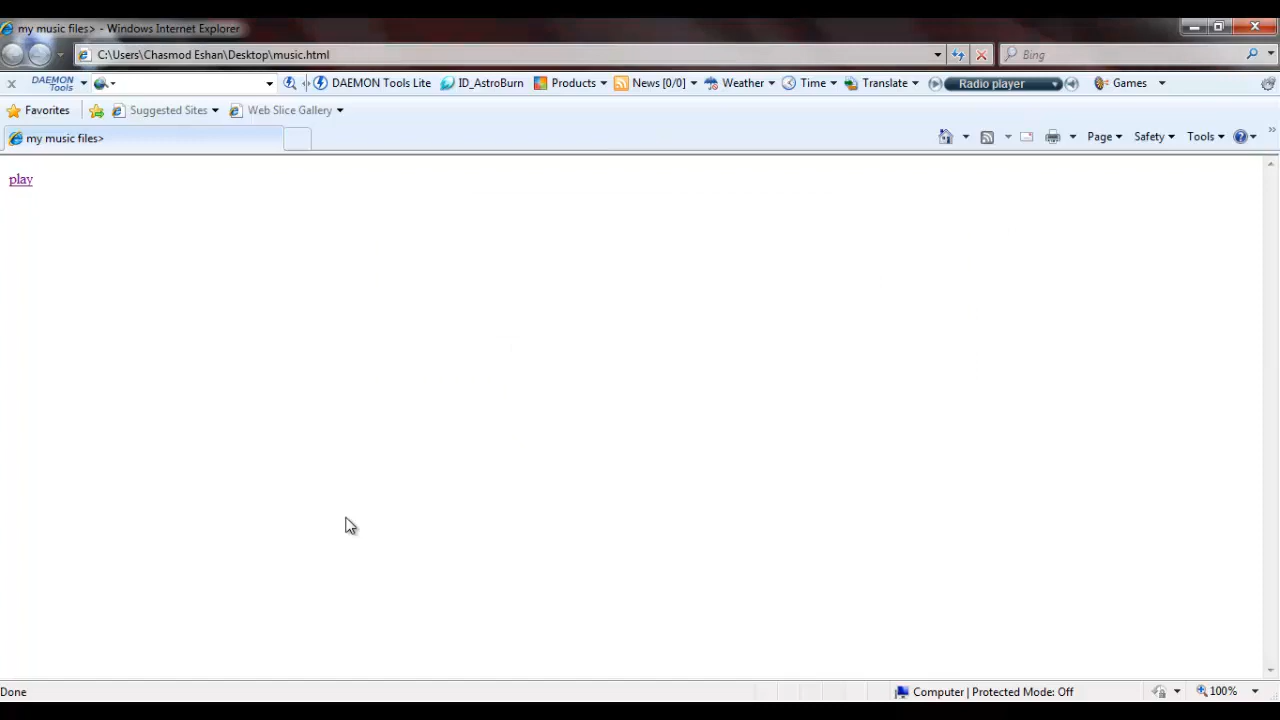 my music files> - Windows Internet Explorer
C:\Users\Chasmod Eshan\Desktop\music.html
Bing
DAEMON Tools
DAEMON Tools Lite ID_AstroBurn Products News [0/0] Weather Time Translate Radio player Games
Favorites Suggested Sites Web Slice Gallery
my music files>
Page Safety Tools
play
Done
Computer | Protected Mode: Off
100%